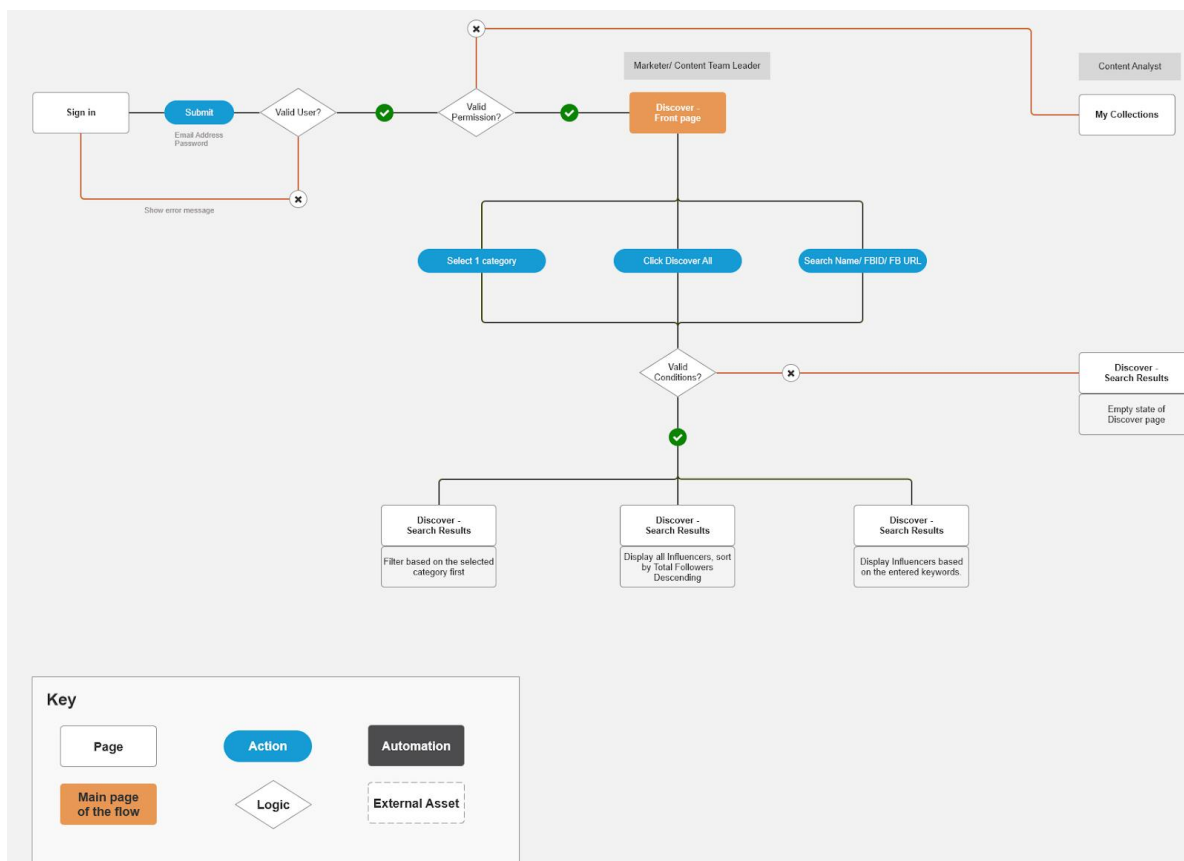 Marketer/ Content Team Leader
Content Analyst
Sign in
Submit
Valid User?
Valid
Permission?
Discover -
Front page
My Collections
Email Address
Password
Show error message
Select 1 category
Click Discover All
Search Name/ FBID/ FB URL
Valid
Conditions?
Discover -
Search Results
Empty state of
Discover page
Discover -
Search Results
Filter based on the selected
category first
Discover -
Search Results
Display all Influencers, sort
by Total Followers
Descending
Discover -
Search Results
Display Influencers based
on the entered keywords.
Key
Page
Action
Automation
Main page
of the flow
Logic
External Asset